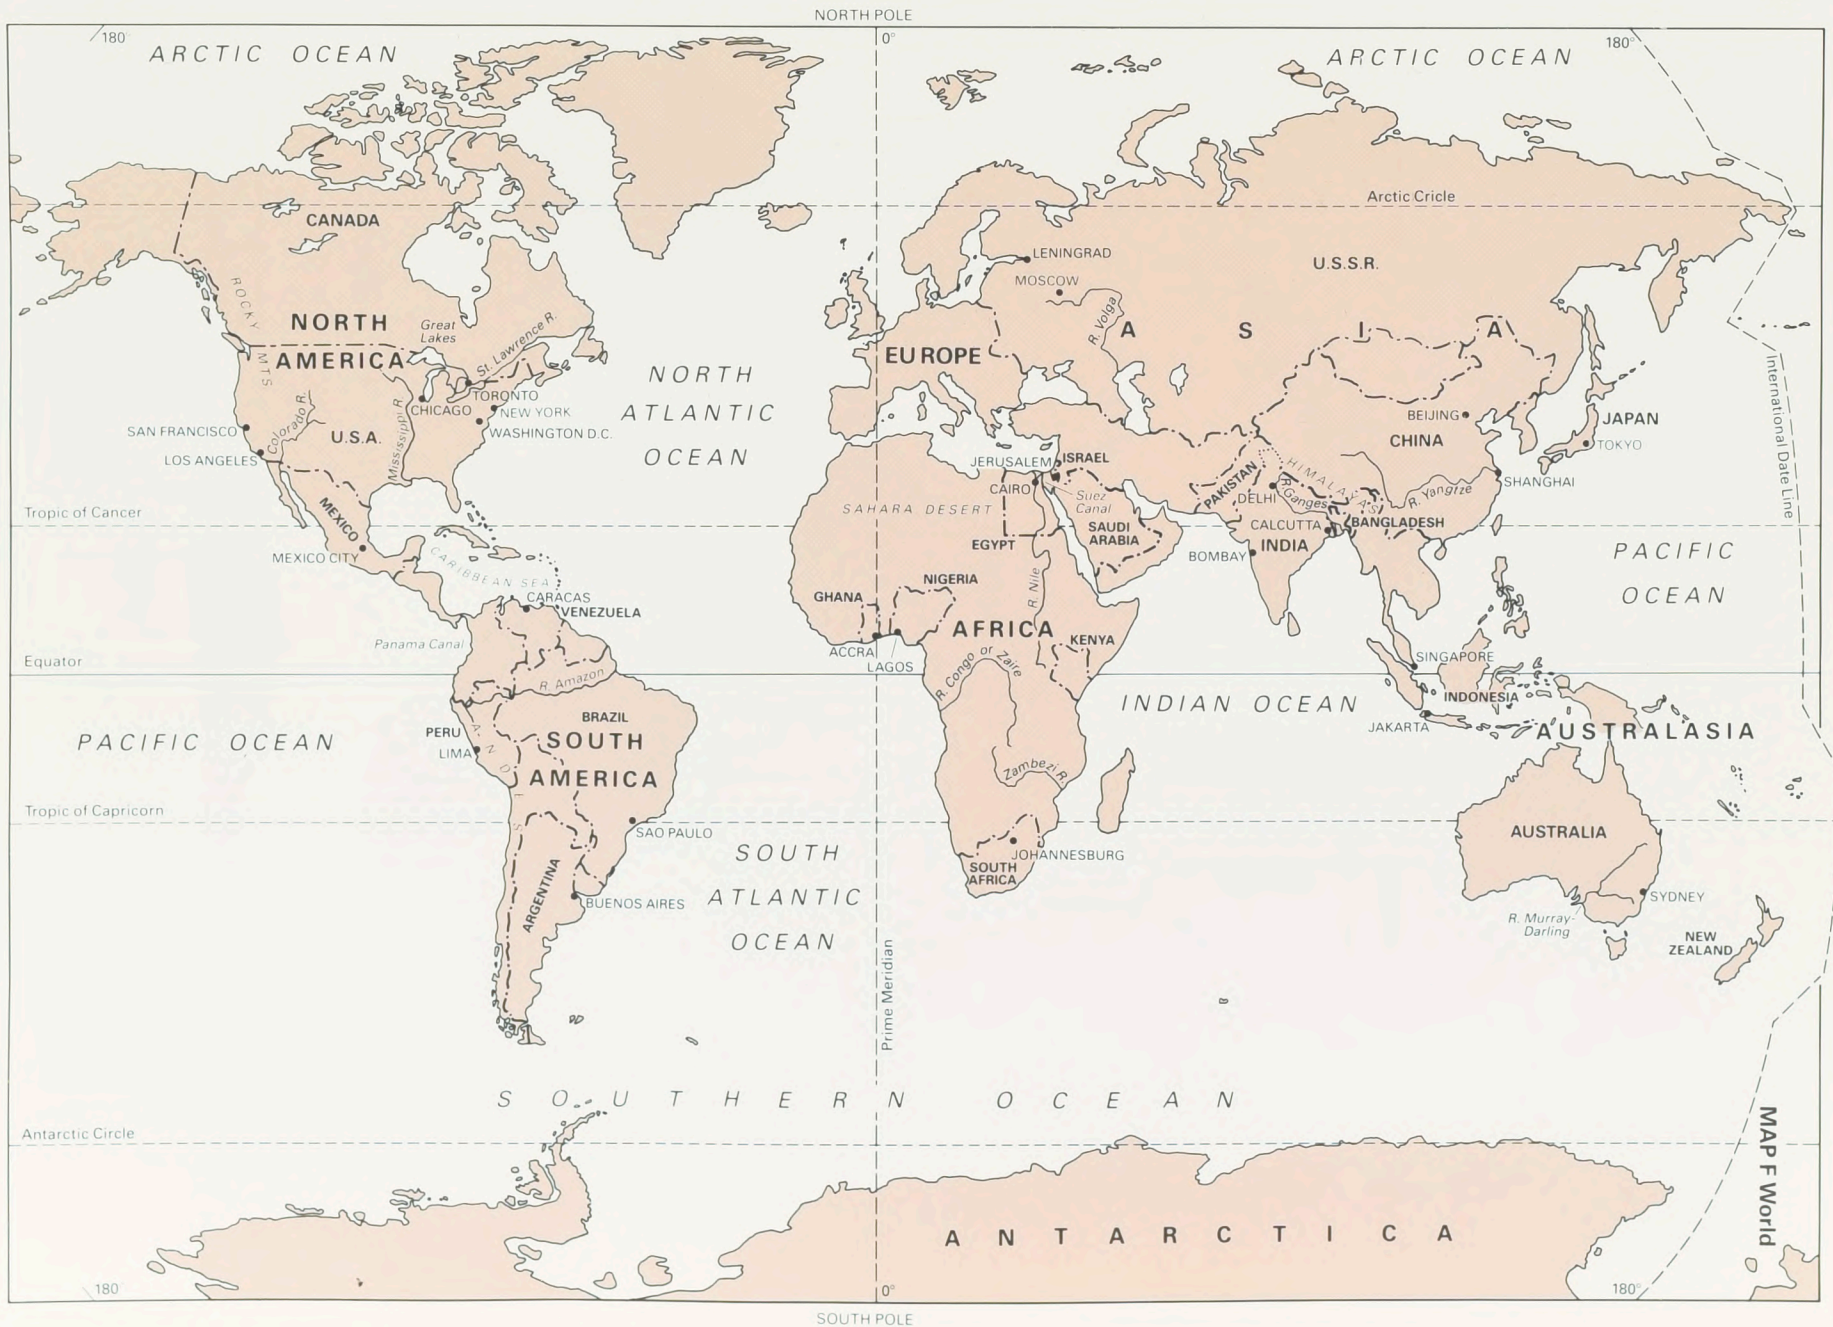 NORTH POLE
180°
0°
180°
ARCTIC OCEAN
ARCTIC OCEAN
Arctic Cricle
CANADA
LENINGRAD
MOSCOW
U.S.S.R.
R. Volga
ROCKY
MTS
NORTH
AMERICA
Great
Lakes
St. Lawrence R.
EUROPE
ASIA
International Date Line
TORONTO
CHICAGO
NEW YORK
WASHINGTON D.C.
SAN FRANCISCO
LOS ANGELES
Colorado R.
U.S.A.
Mississippi R.
NORTH
ATLANTIC
OCEAN
BEIJING
CHINA
JAPAN
TOKYO
SHANGHAI
JERUSALEM
ISRAEL
CAIRO
Suez
Canal
PAKISTAN
HIMALAYAS
DELHI
R. Ganges
R. Yangtze
SAHARA DESERT
SAUDI
ARABIA
EGYPT
CALCUTTA
BANGLADESH
INDIA
BOMBAY
Tropic of Cancer
MEXICO
MEXICO CITY
CARIBBEAN SEA
PACIFIC
OCEAN
CARACAS
VENEZUELA
Panama Canal
NIGERIA
GHANA
R. Nile
AFRICA
KENYA
ACCRA
LAGOS
R. Congo or Zaire
SINGAPORE
Equator
R. Amazon
INDIAN OCEAN
INDONESIA
JAKARTA
AUSTRALASIA
PACIFIC OCEAN
PERU
LIMA
ANDES
BRAZIL
SOUTH
AMERICA
Zambezi R.
Tropic of Capricorn
SAO PAULO
AUSTRALIA
SOUTH
ATLANTIC
OCEAN
JOHANNESBURG
SOUTH
AFRICA
ARGENTINA
BUENOS AIRES
SYDNEY
R. Murray-
Darling
NEW
ZEALAND
Prime Meridian
SOUTHERN OCEAN
Antarctic Circle
ANTARCTICA
MAP F World
180°
0°
180°
SOUTH POLE